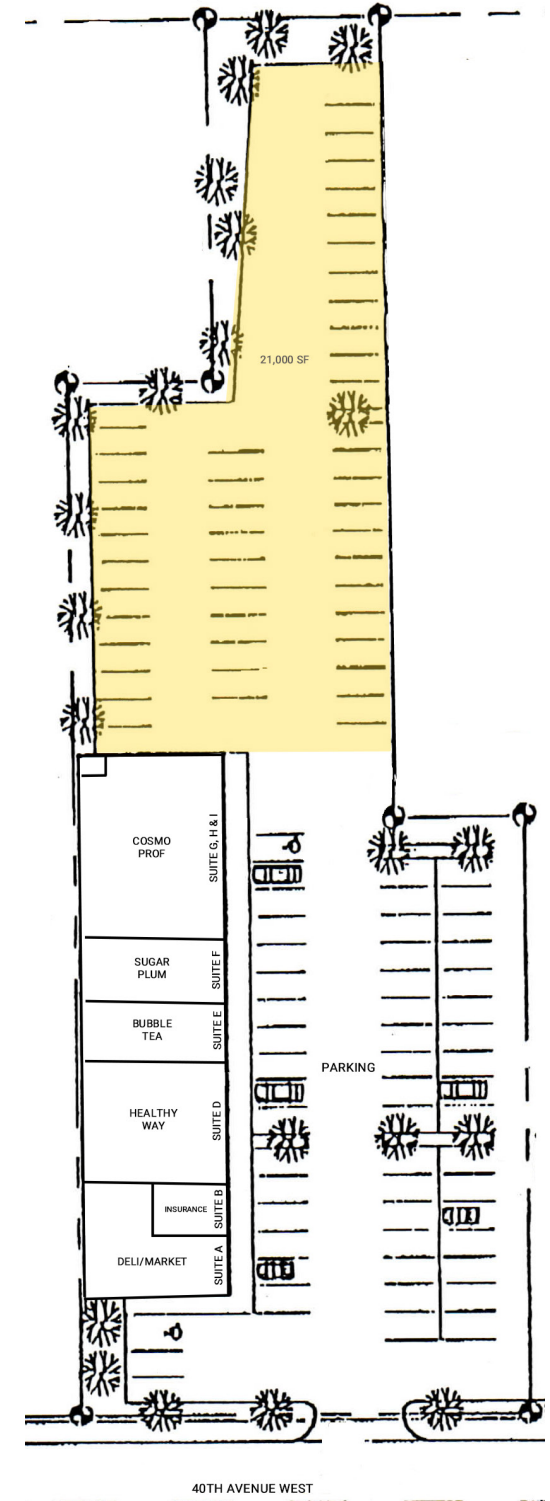 21,000 SF
COSMO
PROF
SUITE G, H & I
SUGAR
PLUM
SUITE F
BUBBLE
TEA
SUITE E
PARKING
HEALTHY
WAY
SUITE D
INSURANCE
SUITE B
DELI/MARKET
SUITE A
40TH AVENUE WEST